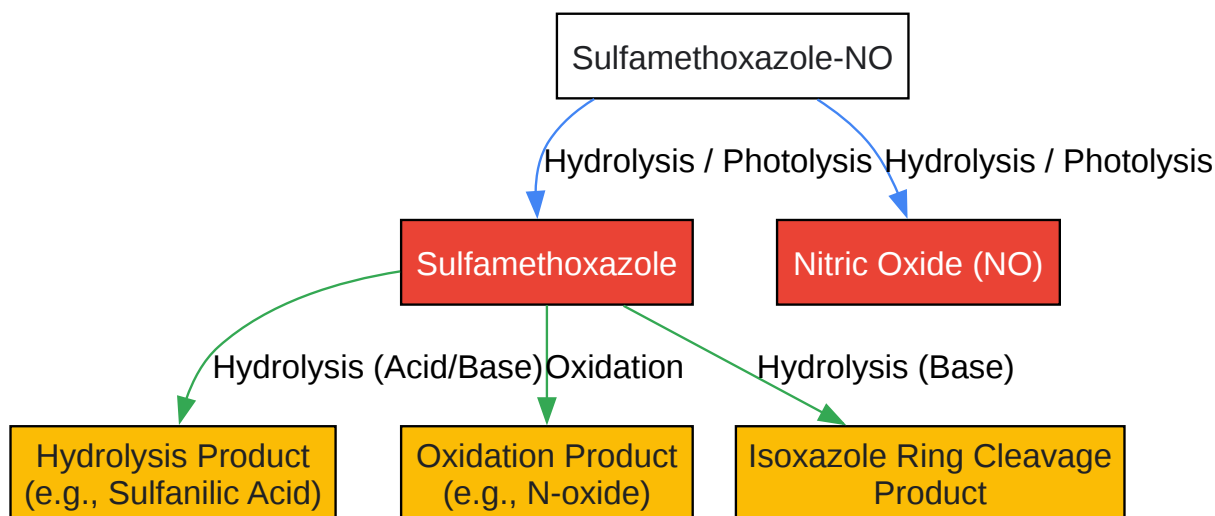 Sulfamethoxazole-NO
Hydrolysis / Photolysis
Hydrolysis / Photolysis
Sulfamethoxazole
Nitric Oxide (NO)
Hydrolysis (Acid/Base)
Oxidation
Hydrolysis (Base)
Hydrolysis Product
(e.g., Sulfanilic Acid)
Oxidation Product
(e.g., N-oxide)
Isoxazole Ring Cleavage
Product